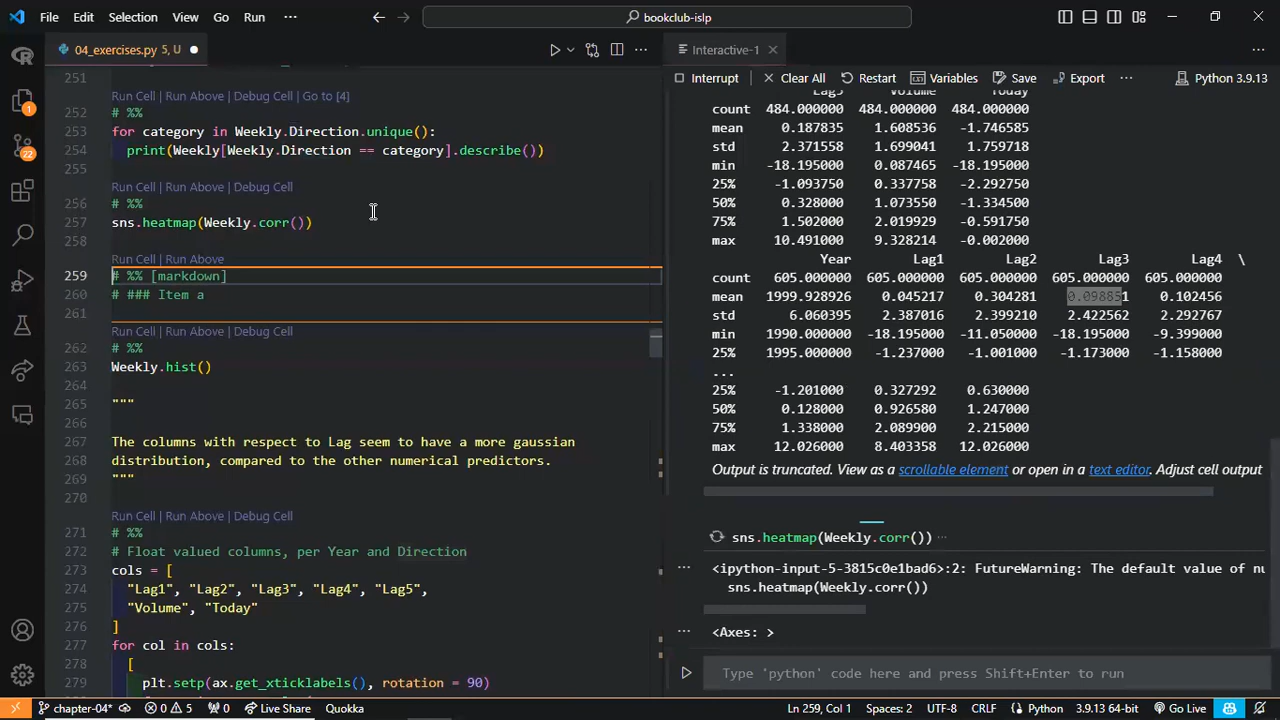 File Edit Selection View Go Run ··· bookclub-islp
04_exercises.py 5, U
Interactive-1
Interrupt Clear All Restart Variables Save Export ··· Python 3.9.13
251
Run Cell | Run Above | Debug Cell | Go to [4]
252 # %%
253 for category in Weekly.Direction.unique():
254 print(Weekly[Weekly.Direction == category].describe())
255
Run Cell | Run Above | Debug Cell
256 # %%
257 sns.heatmap(Weekly.corr())
258
Run Cell | Run Above
259 # %% [markdown]
260 # ### Item a
261
Run Cell | Run Above | Debug Cell
262 # %%
263 Weekly.hist()
264
265 """
266
267 The columns with respect to Lag seem to have a more gaussian
268 distribution, compared to the other numerical predictors.
269 """
270
Run Cell | Run Above | Debug Cell
271 # %%
272 # Float valued columns, per Year and Direction
273 cols = [
274 "Lag1", "Lag2", "Lag3", "Lag4", "Lag5",
275 "Volume", "Today"
276 ]
277 for col in cols:
278 [
279 plt.setp(ax.get_xticklabels(), rotation = 90)
Lag5 Volume Today
count 484.000000 484.000000 484.000000
mean 0.187835 1.608536 -1.746585
std 2.371558 1.699041 1.759718
min -18.195000 0.087465 -18.195000
25% -1.093750 0.337758 -2.292750
50% 0.328000 1.073550 -1.334500
75% 1.502000 2.019929 -0.591750
max 10.491000 9.328214 -0.002000
Year Lag1 Lag2 Lag3 Lag4 \
count 605.000000 605.000000 605.000000 605.000000 605.000000
mean 1999.928926 0.045217 0.304281 0.098851 0.102456
std 6.060395 2.387016 2.399210 2.422562 2.292767
min 1990.000000 -18.195000 -11.050000 -18.195000 -9.399000
25% 1995.000000 -1.237000 -1.001000 -1.173000 -1.158000
...
25% -1.201000 0.327292 0.630000
50% 0.128000 0.926580 1.247000
75% 1.338000 2.089900 2.215000
max 12.026000 8.403358 12.026000
Output is truncated. View as a scrollable element or open in a text editor. Adjust cell output
sns.heatmap(Weekly.corr()) ···
··· <ipython-input-5-3815c0e1bad6>:2: FutureWarning: The default value of nu
sns.heatmap(Weekly.corr())
··· <Axes: >
Type 'python' code here and press Shift+Enter to run
1
22
chapter-04* 0 5 Live Share Quokka Ln 259, Col 1 Spaces: 2 UTF-8 CRLF Python 3.9.13 64-bit Go Live